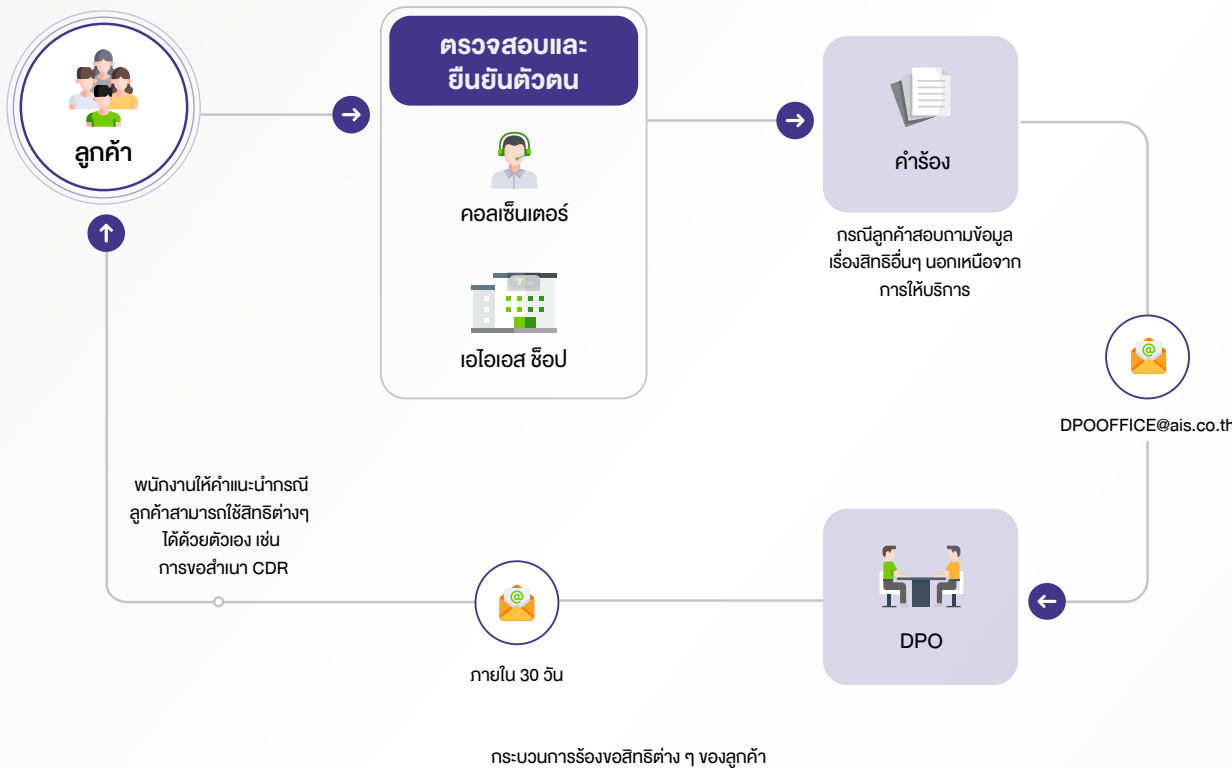 ลูกค้า
ตรวจสอบและ
ยืนยันตัวตน
คอลเซ็นเตอร์
เอไอเอส ช็อป
คำร้อง
กรณีลูกค้าสอบถามข้อมูล
เรื่องสิทธิอื่นๆ นอกเหนือจาก
การให้บริการ
@
DPOOFFICE@ais.co.th
DPO
@
ภายใน 30 วัน
พนักงานให้คำแนะนำกรณี
ลูกค้าสามารถใช้สิทธิต่างๆ
ได้ด้วยตัวเอง เช่น
การขอสำเนา CDR
กระบวนการร้องขอสิทธิต่าง ๆ ของลูกค้า